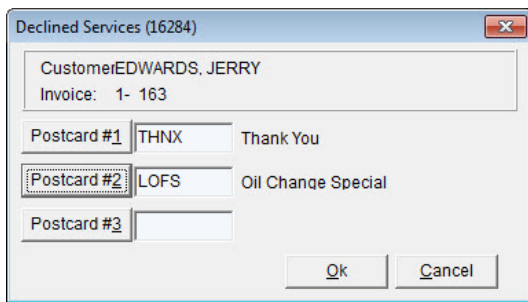 Declined Services (16284)
CustomerEDWARDS, JERRY
Invoice: 1- 163
Postcard #1 THNX Thank You
Postcard #2 LOFS Oil Change Special
Postcard #3
Ok Cancel